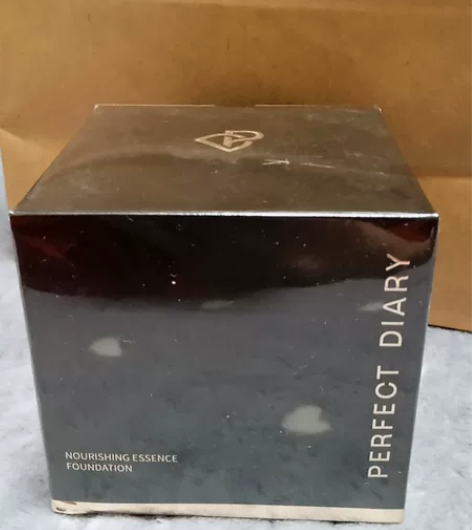 NOURISHING ESSENCE
FOUNDATION
PERFECT DIARY